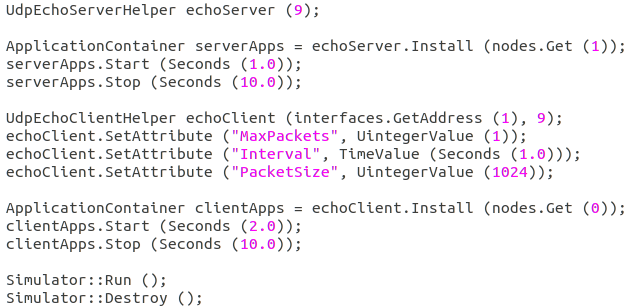 UdpEchoServerHelper echoServer (9);
ApplicationContainer serverApps = echoServer.Install (nodes.Get (1));
serverApps.Start (Seconds (1.0));
serverApps.Stop (Seconds (10.0));
UdpEchoClientHelper echoClient (interfaces.GetAddress (1), 9);
echoClient.SetAttribute ("MaxPackets", UintegerValue (1));
echoClient.SetAttribute ("Interval", TimeValue (Seconds (1.0)));
echoClient.SetAttribute ("PacketSize", UintegerValue (1024));
ApplicationContainer clientApps = echoClient.Install (nodes.Get (0));
clientApps.Start (Seconds (2.0));
clientApps.Stop (Seconds (10.0));
Simulator::Run ();
Simulator::Destroy ();